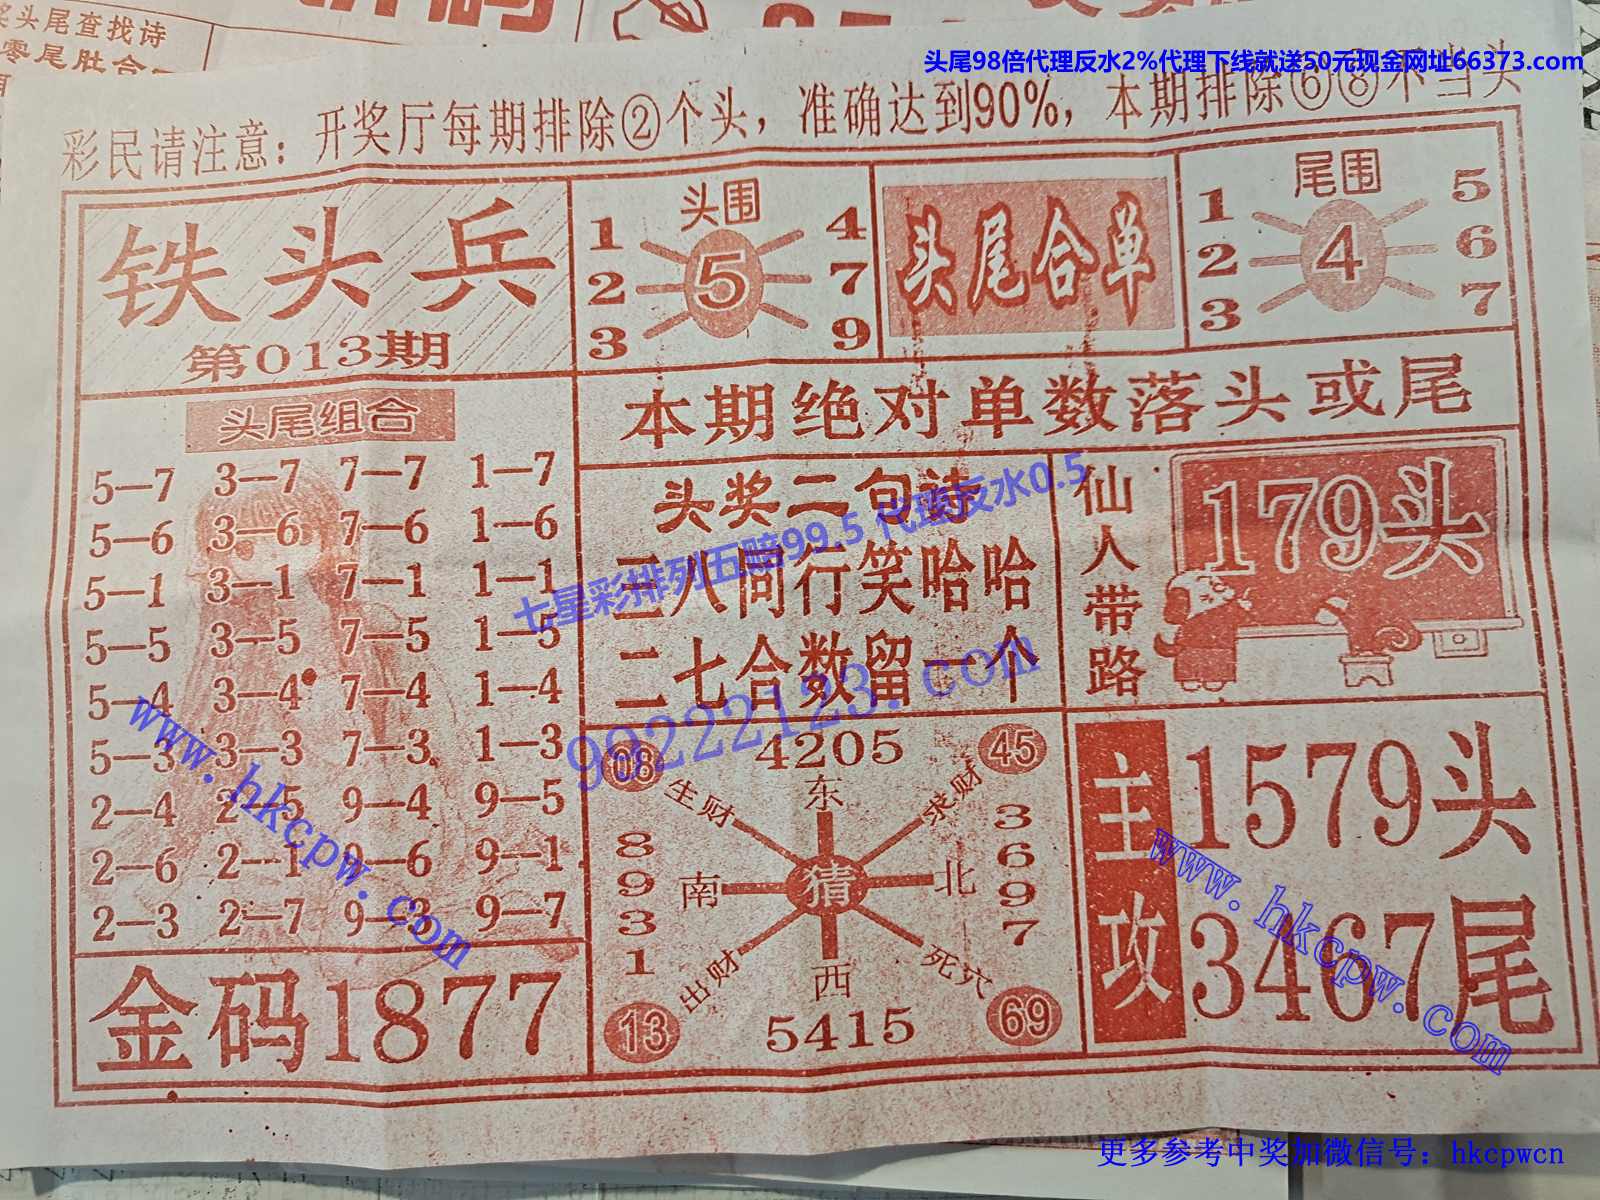 奖头尾查找诗
零尾肚合
头尾98倍代理反水2%代理下线就送50元现金网址66373.com
彩民请注意：开奖厅每期排除②个头，准确达到90%，本期排除⑥⑧不当头
铁头兵
第013期
头围
1 4
2 5 7
3 9
头尾合单
尾围
1 5
2 4 6
3 7
本期绝对单数落头或尾
头尾组合
5—7 3—7 7—7 1—7
5—6 3—6 7—6 1—6
5—1 3—1 7—1 1—1
5—5 3—5 7—5 1—5
5—4 3—4 7—4 1—4
5—3 3—3 7—3 1—3
2—4 2—5 9—4 9—5
2—6 2—1 9—6 9—1
2—3 2—7 9—3 9—7
金码1877
头奖二句诗
三八同行笑哈哈
二七合数留一个
仙人带路
179头
08 4205 45
生财 东 求财
8931 南 猜 北 3697
出财 西 死穴
13 5415 69
主攻
1579头
3467尾
七星彩排列五赔99.5 代理反水0.5
99222123.com
www.hkcpw.com
www.hkcpw.com
更多参考中奖加微信号：hkcpwcn